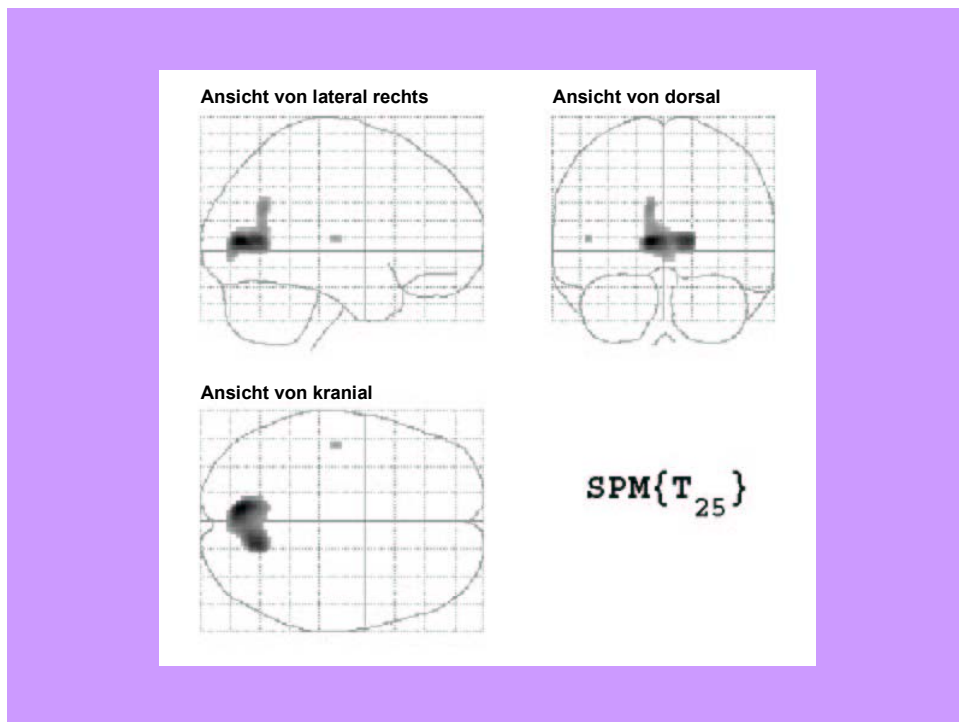 Ansicht von lateral rechts
Ansicht von dorsal
Ansicht von kranial
SPM{T25}